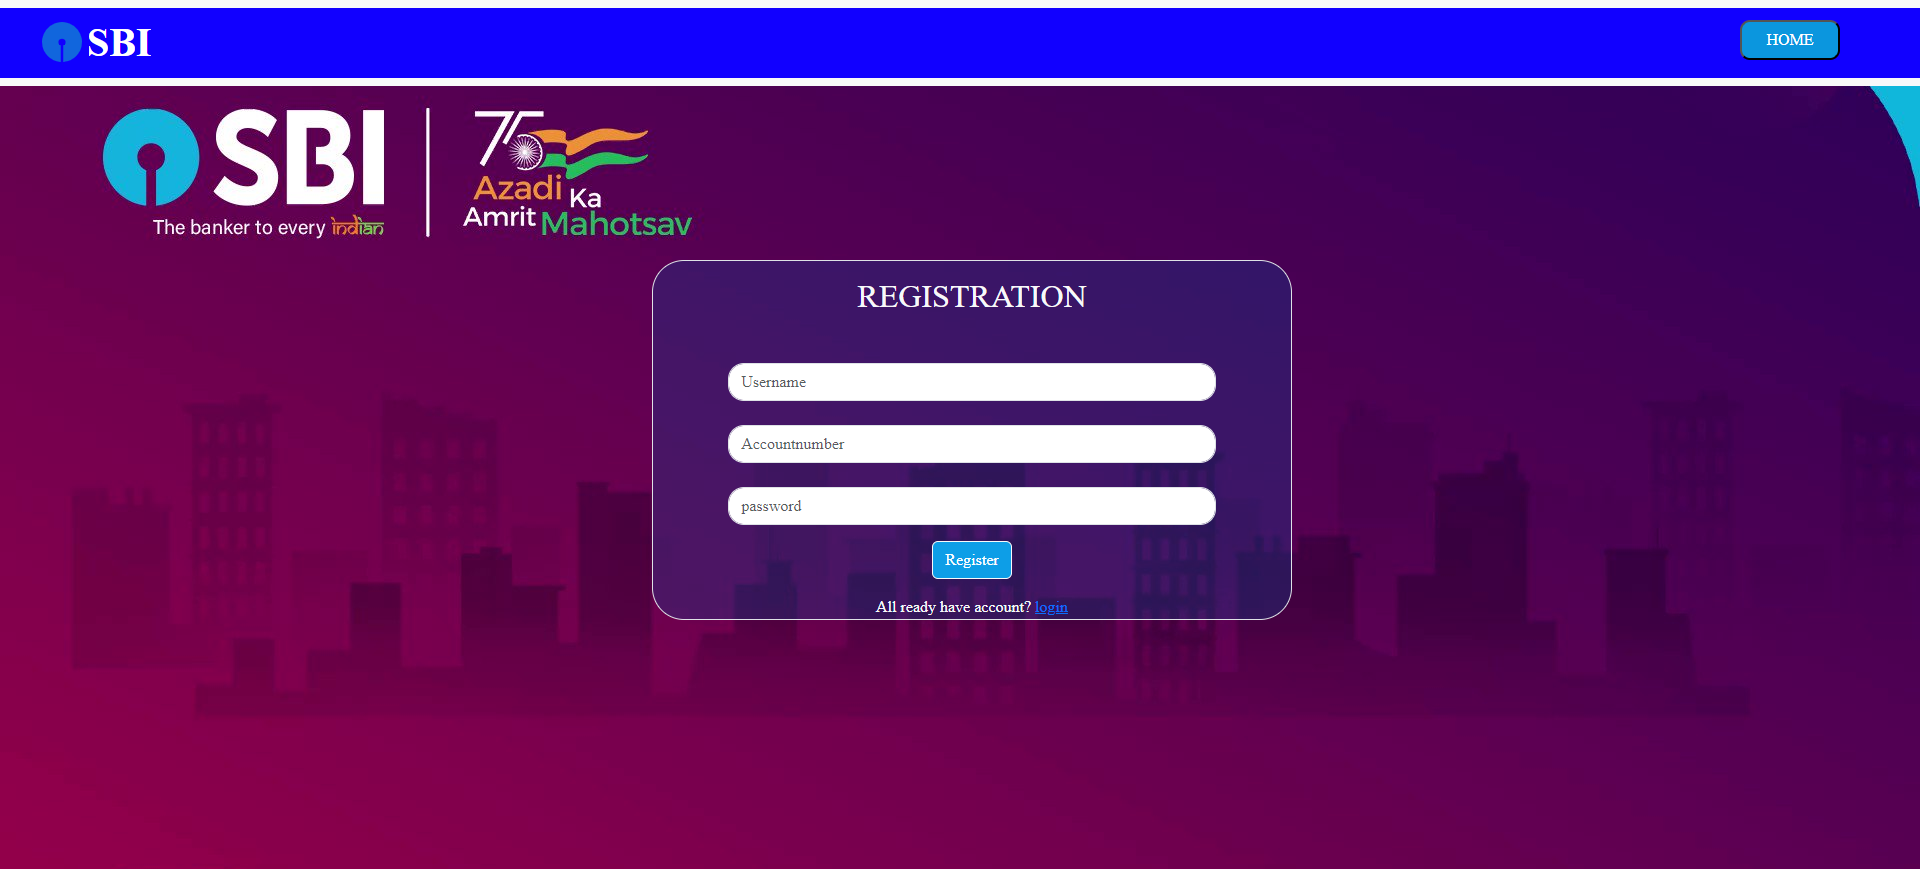 SBI
HOME
SBI
The banker to every indian
75
Azadi Ka
Amrit Mahotsav
REGISTRATION
Username
Accountnumber
password
Register
All ready have account? login